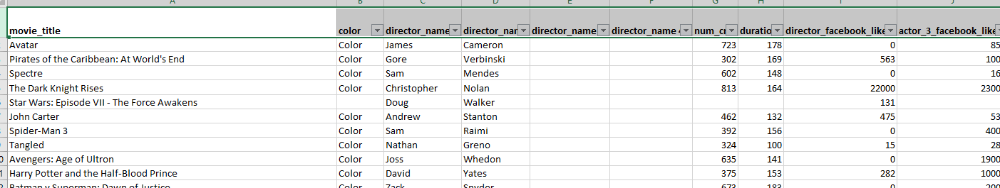 A B C D E F G H I J
movie_title color director_name director_nar director_name director_name num_cr duratio director_facebook_like actor_3_facebook_like
Avatar Color James Cameron 723 178 0 85
Pirates of the Caribbean: At World's End Color Gore Verbinski 302 169 563 100
Spectre Color Sam Mendes 602 148 0 16
The Dark Knight Rises Color Christopher Nolan 813 164 22000 2300
Star Wars: Episode VII - The Force Awakens Doug Walker 131
John Carter Color Andrew Stanton 462 132 475 53
Spider-Man 3 Color Sam Raimi 392 156 0 400
Tangled Color Nathan Greno 324 100 15 28
0 Avengers: Age of Ultron Color Joss Whedon 635 141 0 1900
1 Harry Potter and the Half-Blood Prince Color David Yates 375 153 282 1000
2 Batman v Superman: Dawn of Justice Color Zack Snyder 673 183 0 200